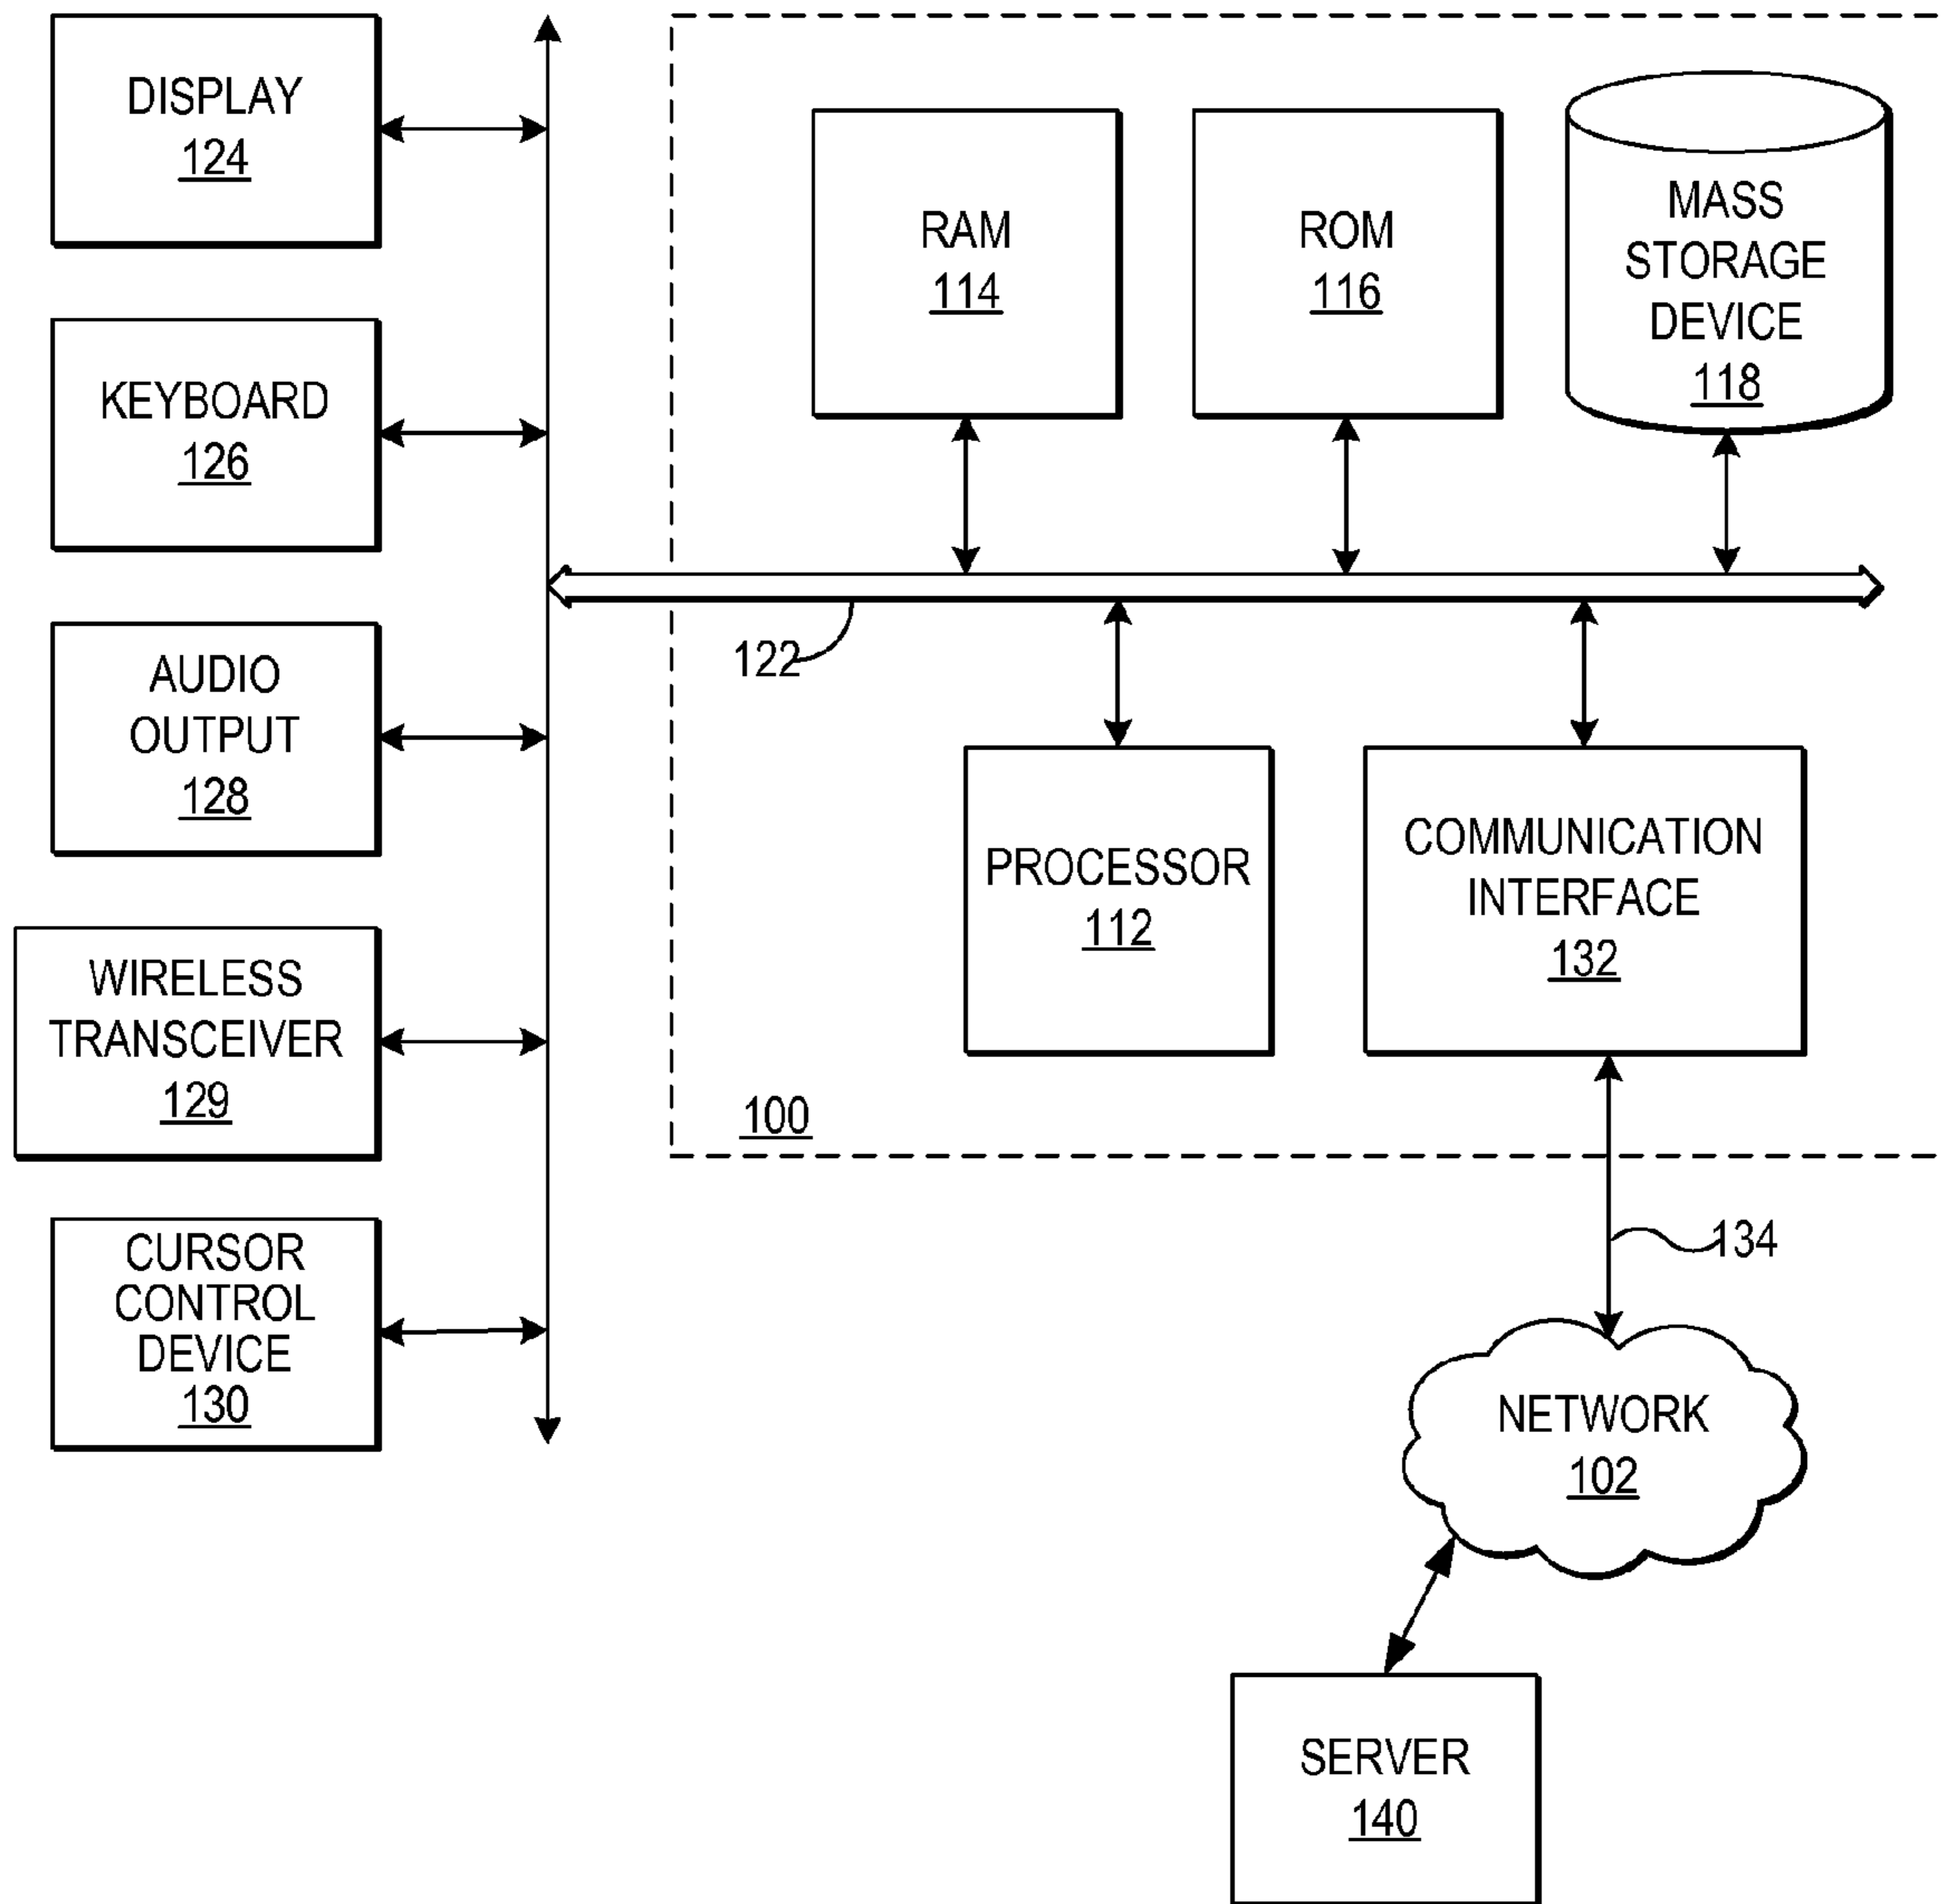 DISPLAY
124
KEYBOARD
126
AUDIO
OUTPUT
128
WIRELESS
TRANSCEIVER
129
CURSOR
CONTROL
DEVICE
130
RAM
114
ROM
116
MASS
STORAGE
DEVICE
118
122
PROCESSOR
112
COMMUNICATION
INTERFACE
132
100
134
NETWORK
102
SERVER
140